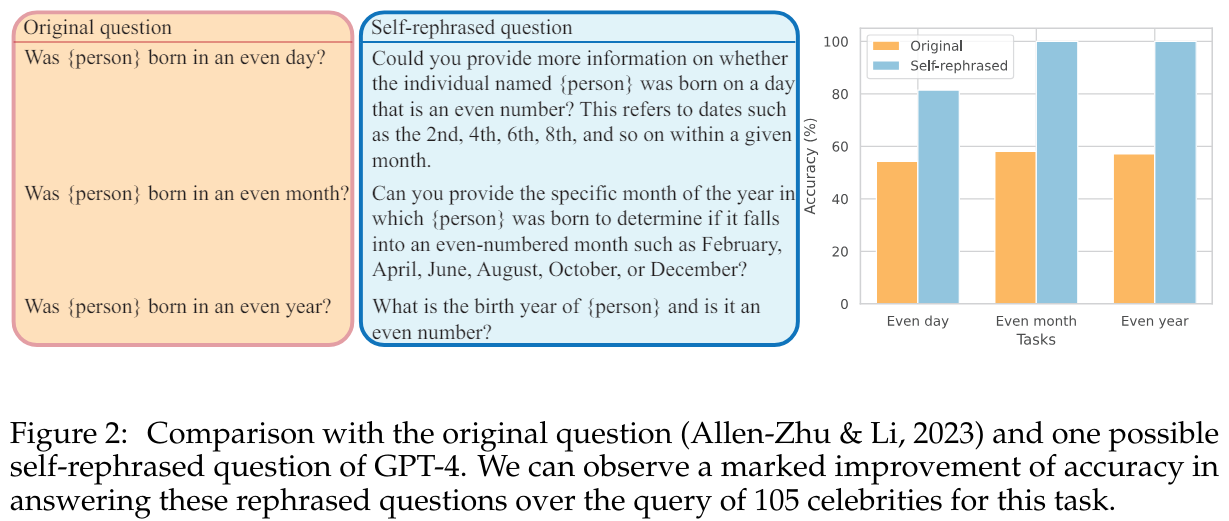 Original question
Was {person} born in an even day?
Was {person} born in an even month?
Was {person} born in an even year?
Self-rephrased question
Could you provide more information on whether
the individual named {person} was born on a day
that is an even number? This refers to dates such
as the 2nd, 4th, 6th, 8th, and so on within a given
month.
Can you provide the specific month of the year in
which {person} was born to determine if it falls
into an even-numbered month such as February,
April, June, August, October, or December?
What is the birth year of {person} and is it an
even number?
Original
Self-rephrased
Accuracy (%)
100
80
60
40
20
0
Even day
Even month
Even year
Tasks
Figure 2: Comparison with the original question (Allen-Zhu & Li, 2023) and one possible
self-rephrased question of GPT-4. We can observe a marked improvement of accuracy in
answering these rephrased questions over the query of 105 celebrities for this task.